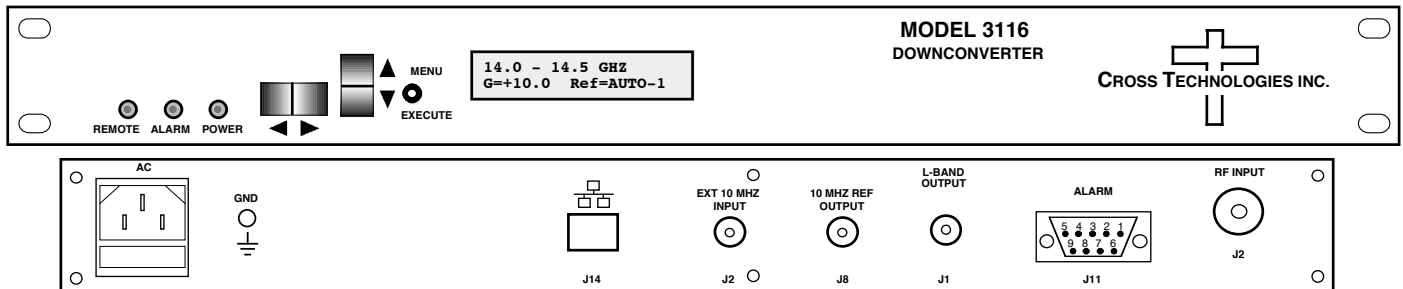 MODEL 3116
DOWNCONVERTER
CROSS TECHNOLOGIES INC.
14.0 - 14.5 GHZ
G=+10.0 Ref=AUTO-1
MENU
EXECUTE
REMOTE ALARM POWER
AC
GND
J14
EXT 10 MHZ
INPUT
J2
10 MHZ REF
OUTPUT
J8
L-BAND
OUTPUT
J1
ALARM
5 4 3 2 1
9 8 7 6
J11
RF INPUT
J2